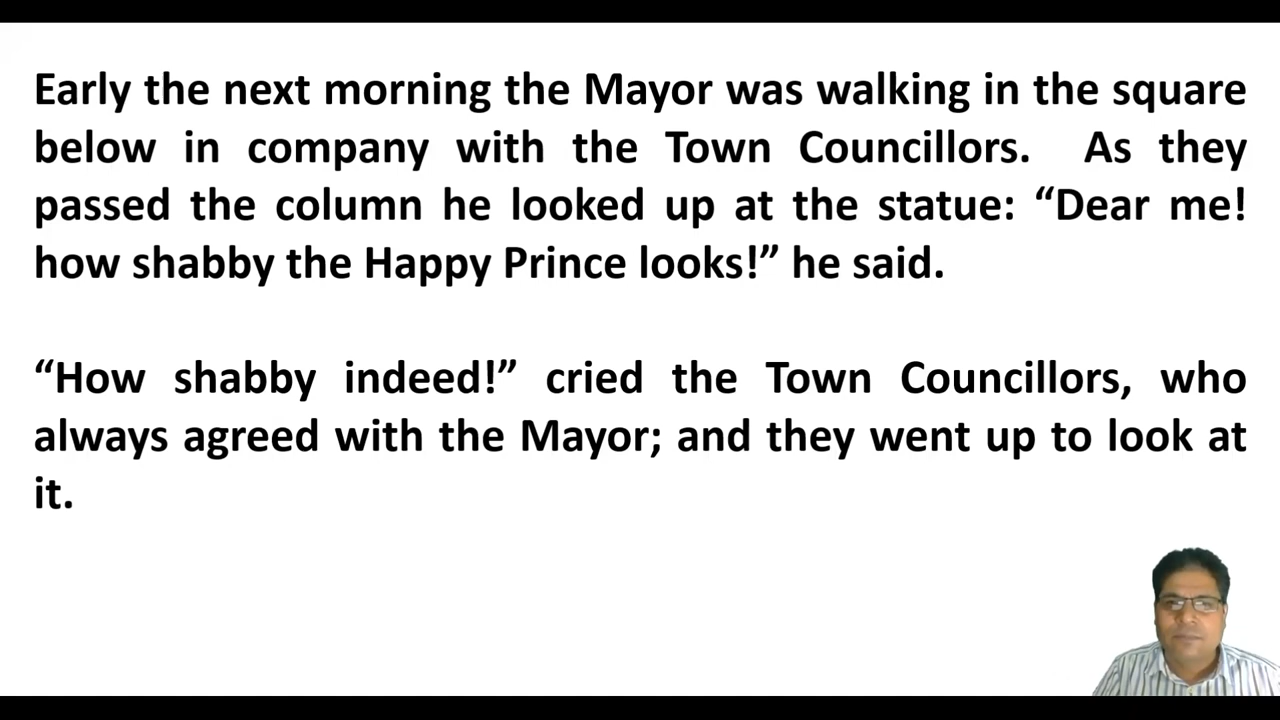 Early the next morning the Mayor was walking in the square
below in company with the Town Councillors.  As they
passed the column he looked up at the statue: “Dear me!
how shabby the Happy Prince looks!” he said.
“How shabby indeed!” cried the Town Councillors, who
always agreed with the Mayor; and they went up to look at
it.